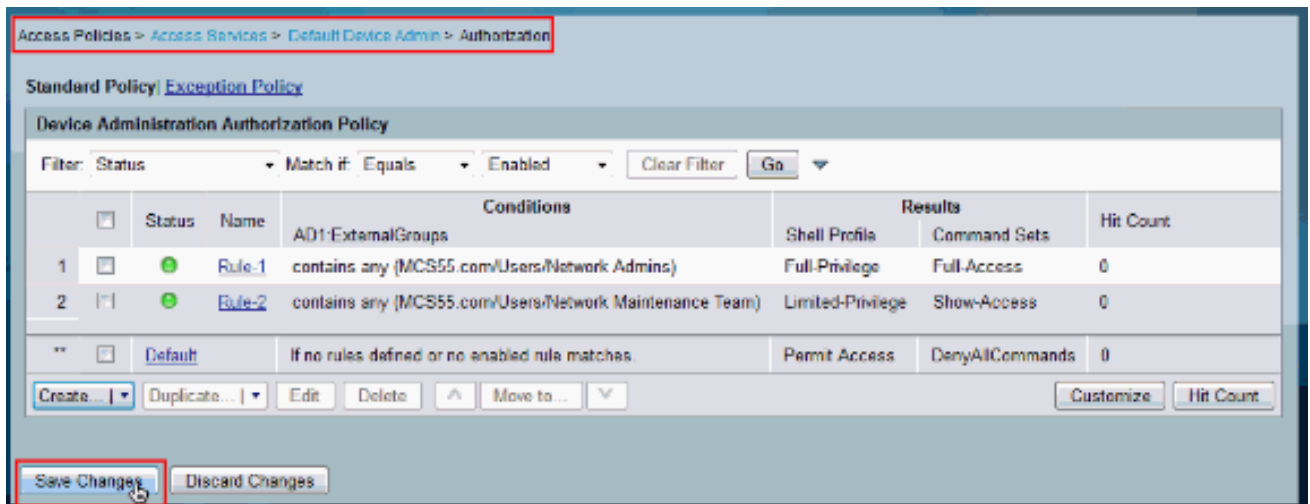 Access Policies > Access Services > Default Device Admin > Authorization
Standard Policy| Exception Policy
Device Administration Authorization Policy
Filter: Status Match if: Equals Enabled Clear Filter Go
Status Name Conditions Results Hit Count
AD1:ExternalGroups Shell Profile Command Sets
1 Rule-1 contains any (MCS55.com/Users/Network Admins) Full-Privilege Full-Access 0
2 Rule-2 contains any (MCS55.com/Users/Network Maintenance Team) Limited-Privilege Show-Access 0
** Default If no rules defined or no enabled rule matches. Permit Access DenyAllCommands 0
Create... | Duplicate... | Edit Delete Move to... Customize Hit Count
Save Changes Discard Changes